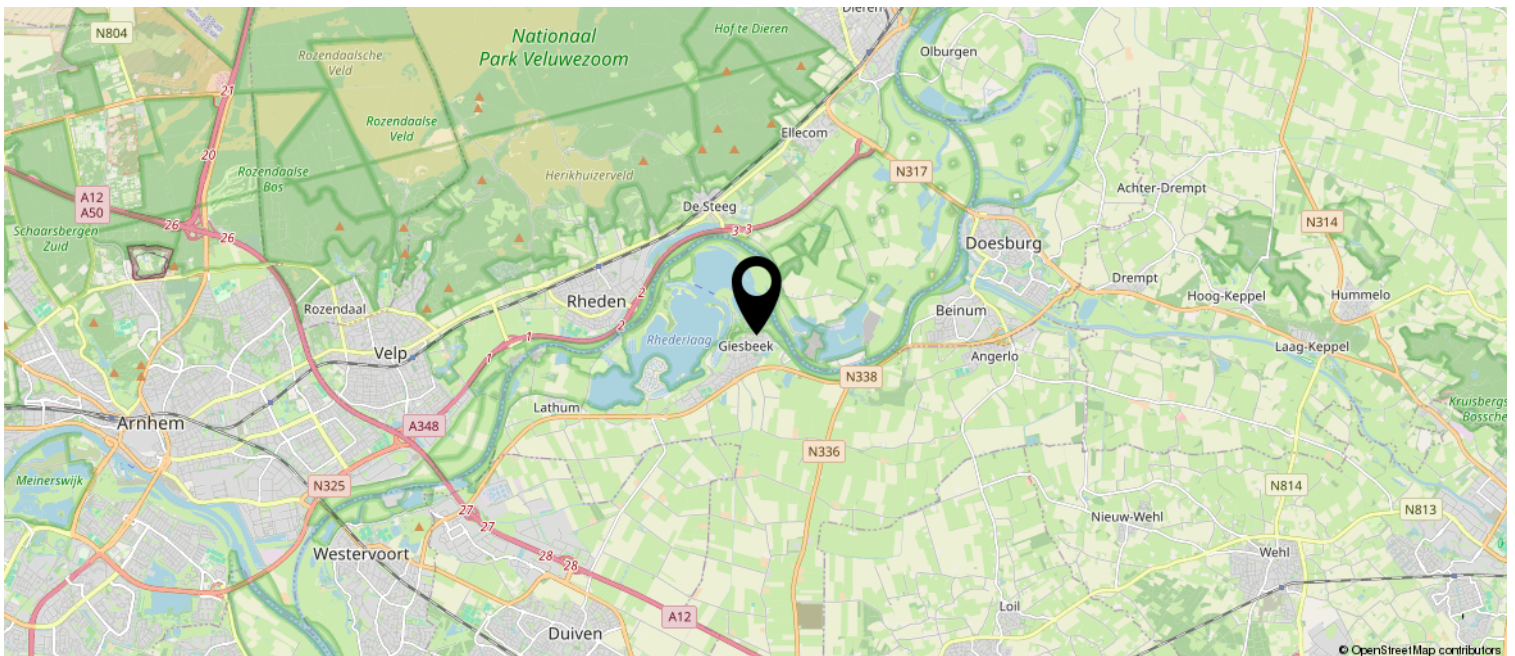 Dieren
N804
Nationaal
Park Veluwezoom
Hof te Dieren
Olburgen
Rozendaalsche
Veld
21
Rozendaalse
Veld
Ellecom
20
N317
Rozendaalse
Bos
Herikhuizerveld
Achter-Drempt
A12
A50
De Steeg
26
26
3
3
N314
Schaarsbergen
Zuid
Doesburg
Drempt
Rheden
2
Hoog-Keppel
Hummelo
Rozendaal
Beinum
2
1
Rhederlaag
Giesbeek
Laag-Keppel
Velp
1
Angerlo
N338
Lathum
Kruisbergs
Bossche
Arnhem
A348
N336
Meinerswijk
N325
N814
27
27
N813
Nieuw-Wehl
Westervoort
28
28
Wehl
Loil
A12
Duiven
© OpenStreetMap contributors